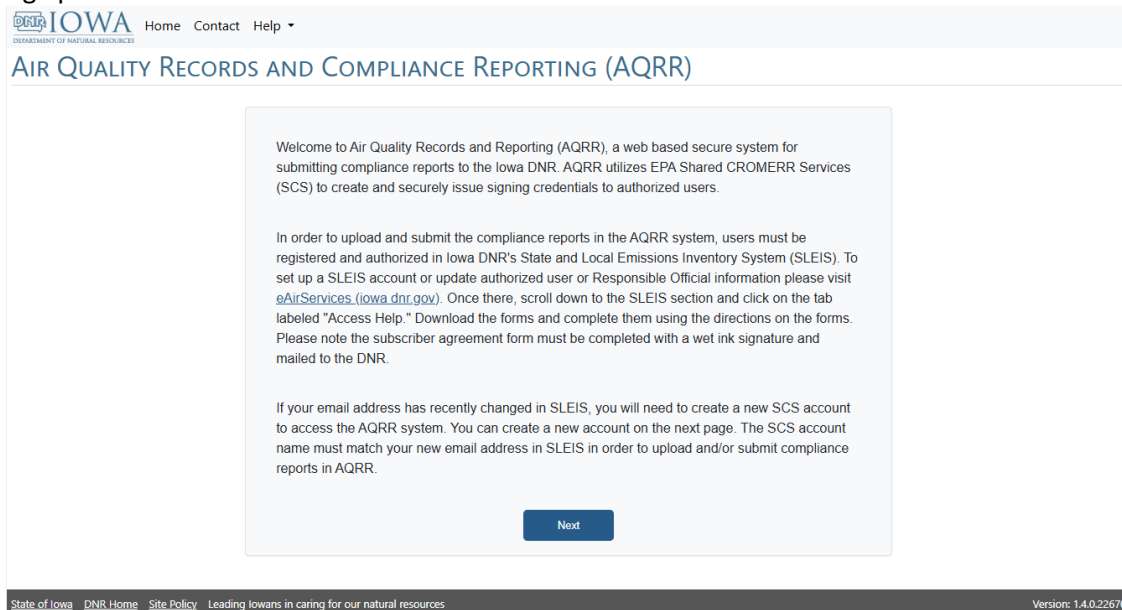 DNR IOWA Home Contact Help
DEPARTMENT OF NATURAL RESOURCES
AIR QUALITY RECORDS AND COMPLIANCE REPORTING (AQRR)
Welcome to Air Quality Records and Reporting (AQRR), a web based secure system for
submitting compliance reports to the Iowa DNR. AQRR utilizes EPA Shared CROMERR Services
(SCS) to create and securely issue signing credentials to authorized users.
In order to upload and submit the compliance reports in the AQRR system, users must be
registered and authorized in Iowa DNR's State and Local Emissions Inventory System (SLEIS). To
set up a SLEIS account or update authorized user or Responsible Official information please visit
eAirServices (iowa dnr.gov). Once there, scroll down to the SLEIS section and click on the tab
labeled "Access Help." Download the forms and complete them using the directions on the forms.
Please note the subscriber agreement form must be completed with a wet ink signature and
mailed to the DNR.
If your email address has recently changed in SLEIS, you will need to create a new SCS account
to access the AQRR system. You can create a new account on the next page. The SCS account
name must match your new email address in SLEIS in order to upload and/or submit compliance
reports in AQRR.
Next
State of Iowa DNR Home Site Policy Leading Iowans in caring for our natural resources Version: 1.4.0.22670